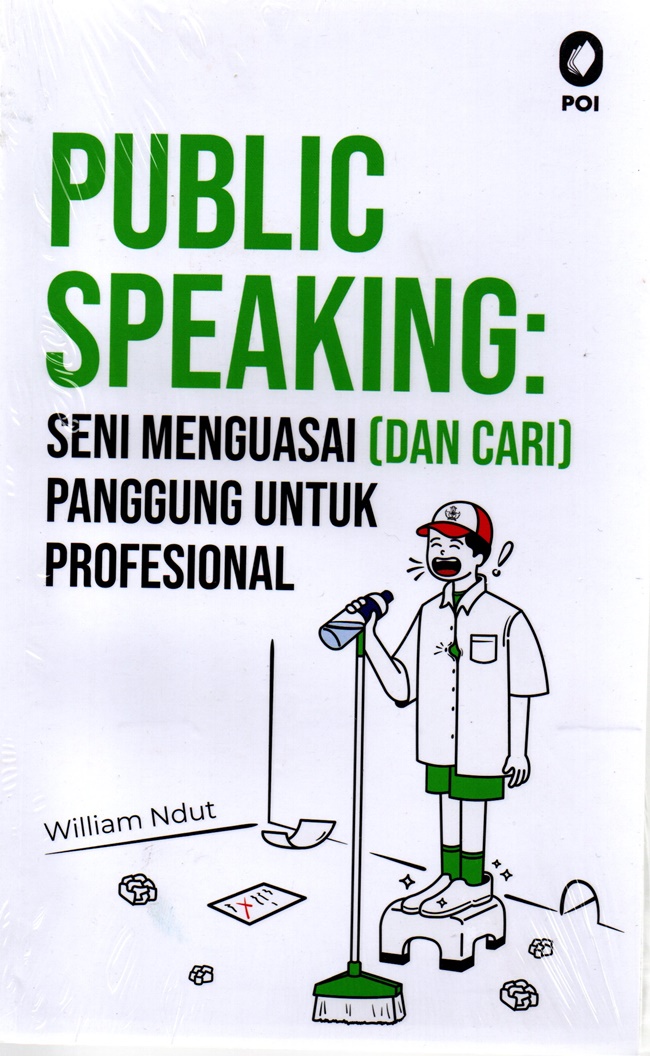 POI
PUBLIC
SPEAKING:
SENI MENGUASAI (DAN CARI)
PANGGUNG UNTUK
PROFESIONAL
William Ndut